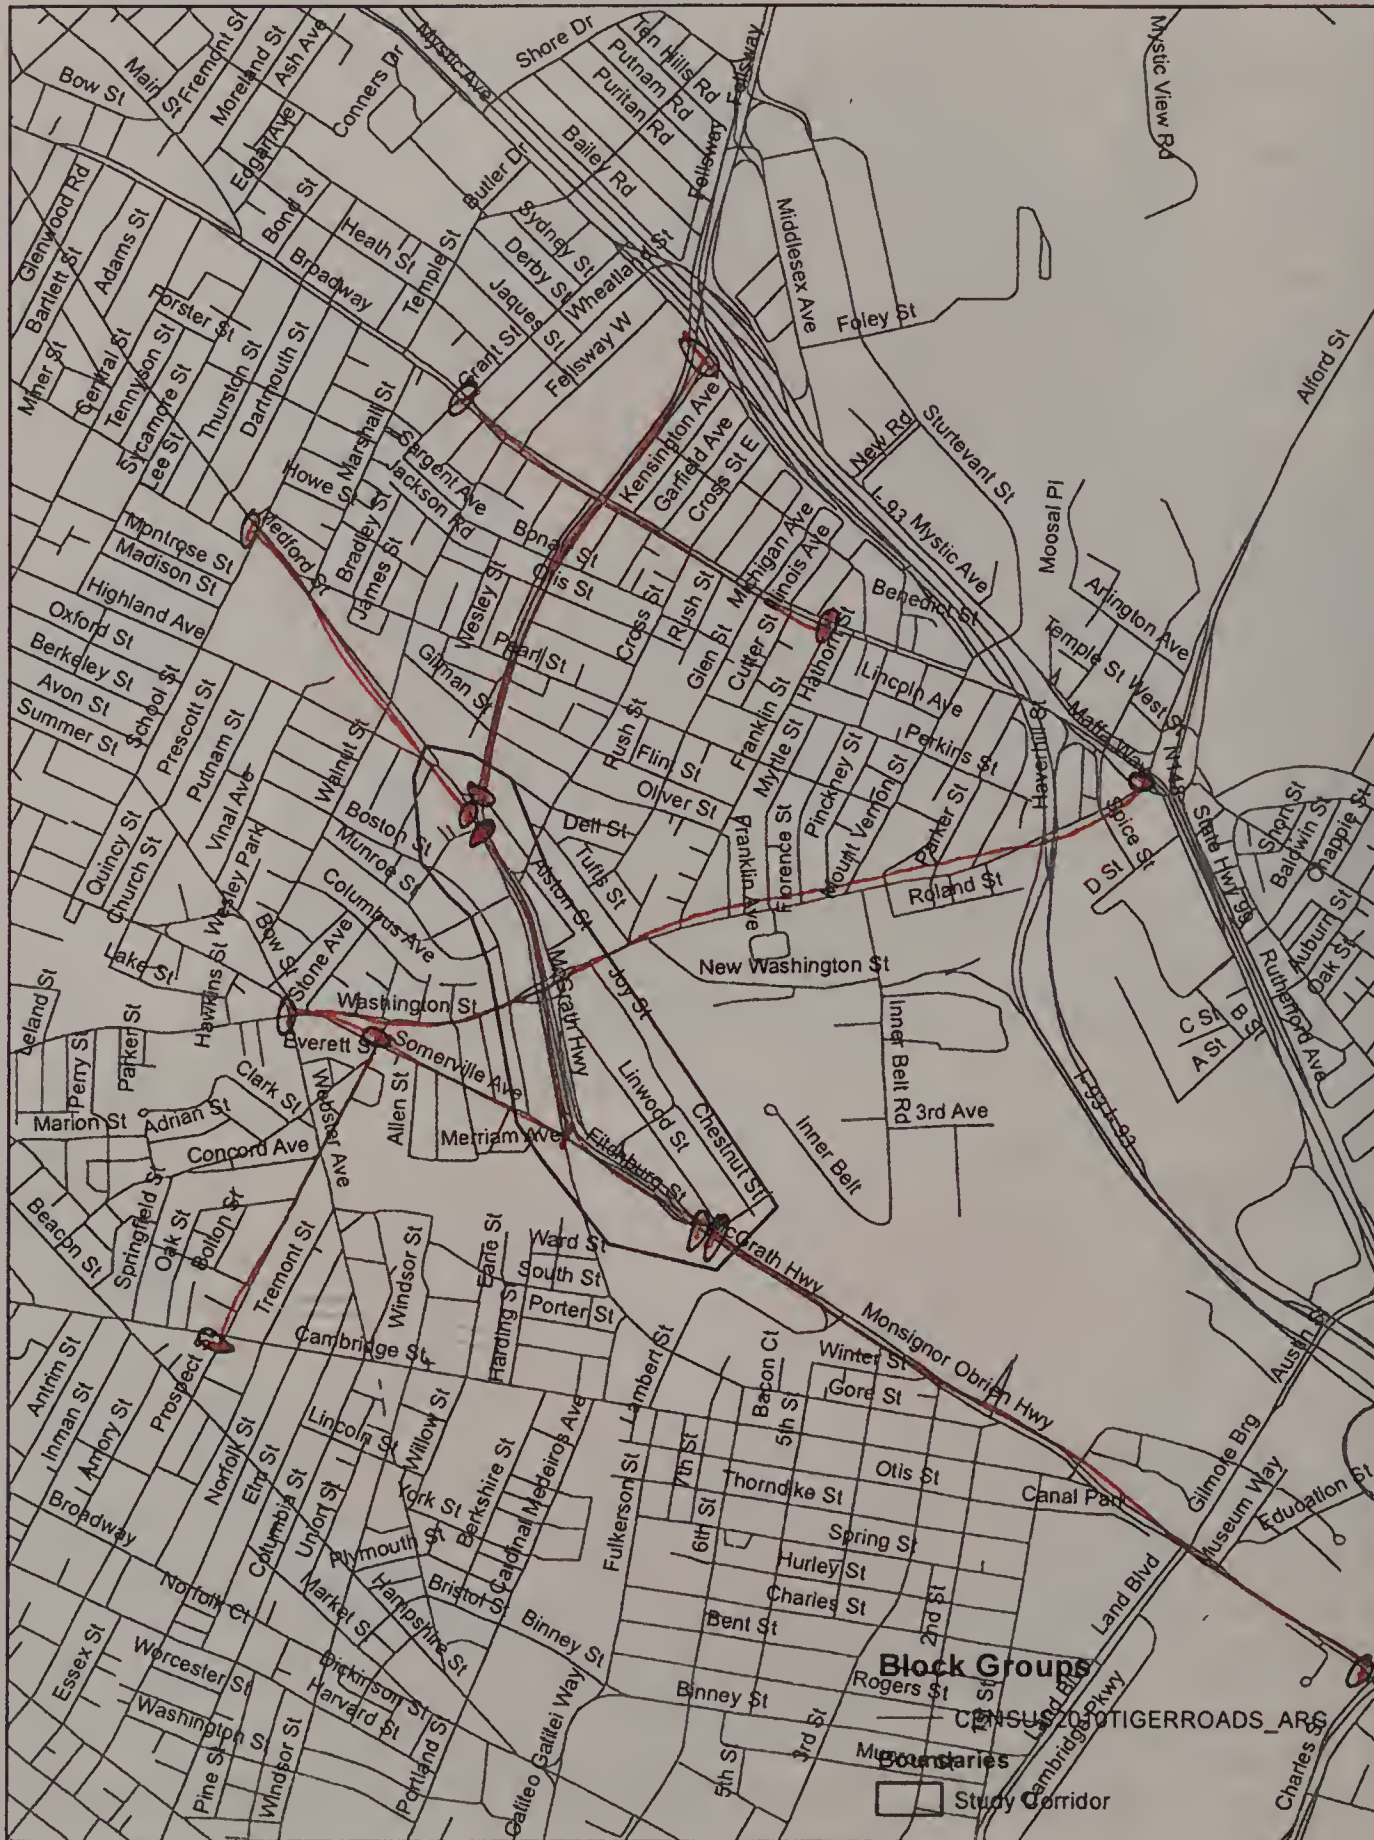 Mystic Ave
Shore Dr
Ten Hills Rd
Putnam Rd
Puritan Rd
Fellsway
Mystic View Rd
Bow St
Main St
Fremont St
Moreland St
Ash Ave
Edgar Ave
Conners Dr
Butler Dr
Bailey Rd
Fellsway
Middlesex Ave
Foley St
Alford St
Glenwood Rd
Bartlett St
Adams St
Bond St
Heath St
Broadway
Temple St
Sydney St
Derby St
Wheatland St
Jaques St
Fellsway W
Grant St
Forster St
Miner St
Central St
Tennyson St
Sycamore St
Lee St
Thurston St
Dartmouth St
Marshall St
Sargent Ave
Jackson Rd
Howe St
Bradley St
James St
Medford St
Kensington Ave
Garfield Ave
Cross St E
New Rd
Sturtevant St
I-93
Mystic Ave
Moosal Pl
Montrose St
Madison St
Highland Ave
Oxford St
Berkeley St
Avon St
Summer St
School St
Prescott St
Putnam St
Vinal Ave
Walnut St
Bonair St
Otis St
Wesley St
Pearl St
Gilman St
Cross St
Rush St
Glen St
Michigan Ave
Illinois Ave
Cutter St
Hathorn St
Benedict St
Lincoln Ave
Arlington Ave
Temple St
West St
Maffa Way
Perkins St
Haverhill St
Rush St
Flint St
Oliver St
Franklin St
Myrtle St
Pinckney St
Mount Vernon St
Parker St
Florence St
Franklin Ave
Roland St
Spice St
D St
State Hwy 99
Short St
Baldwin St
Chappie St
Auburn St
Oak St
Rutherford Ave
B St
C St
A St
Quincy St
Church St
Wesley Park
Boston St
Munroe St
Columbus Ave
Bow St
Stone Ave
Dell St
Tufts St
Alston St
Joy St
McGrath Hwy
New Washington St
Inner Belt Rd
3rd Ave
Inner Belt
I-93
I-93
Lake St
Hawkins St
Leland St
Perry St
Parker St
Washington St
Everett St
Somerville Ave
Clark St
Webster Ave
Allen St
Merriam Ave
Linwood St
Chestnut St
Fitchburg St
Marion St
Adrian St
Concord Ave
Beacon St
Springfield St
Oak St
Bolton St
Tremont St
Windsor St
Earle St
Harding St
Ward St
South St
Porter St
McGrath Hwy
Monsignor Obrien Hwy
Austin St
Antrim St
Inman St
Amory St
Prospect St
Cambridge St
Lambert St
Bacon Ct
Winter St
Gore St
5th St
Norfolk St
Elm St
Columbia St
Union St
Lincoln St
Willow St
York St
Berkshire St
Cardinal Medeiros Ave
Fulkerson St
7th St
6th St
Thorndike St
Otis St
Canal Park
Gilmore Brg
Museum Way
Education St
Broadway
Norfolk Ct
Plymouth St
Market St
Hampshire St
Bristol St
Binney St
Spring St
Hurley St
Charles St
Bent St
2nd St
Land Blvd
Essex St
Worcester St
Washington St
Pine St
Windsor St
Dickinson St
Harvard St
Portland St
Galileo Galilei Way
Binney St
5th St
3rd St
Rogers St
Block Groups
CENSUS2010TIGERROADS_ARC
Boundaries
Study Corridor
Cambridge Pkwy
Charles St